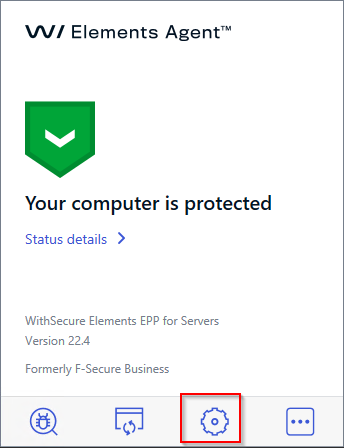 W/ Elements Agent™
Your computer is protected
Status details
WithSecure Elements EPP for Servers
Version 22.4
Formerly F-Secure Business